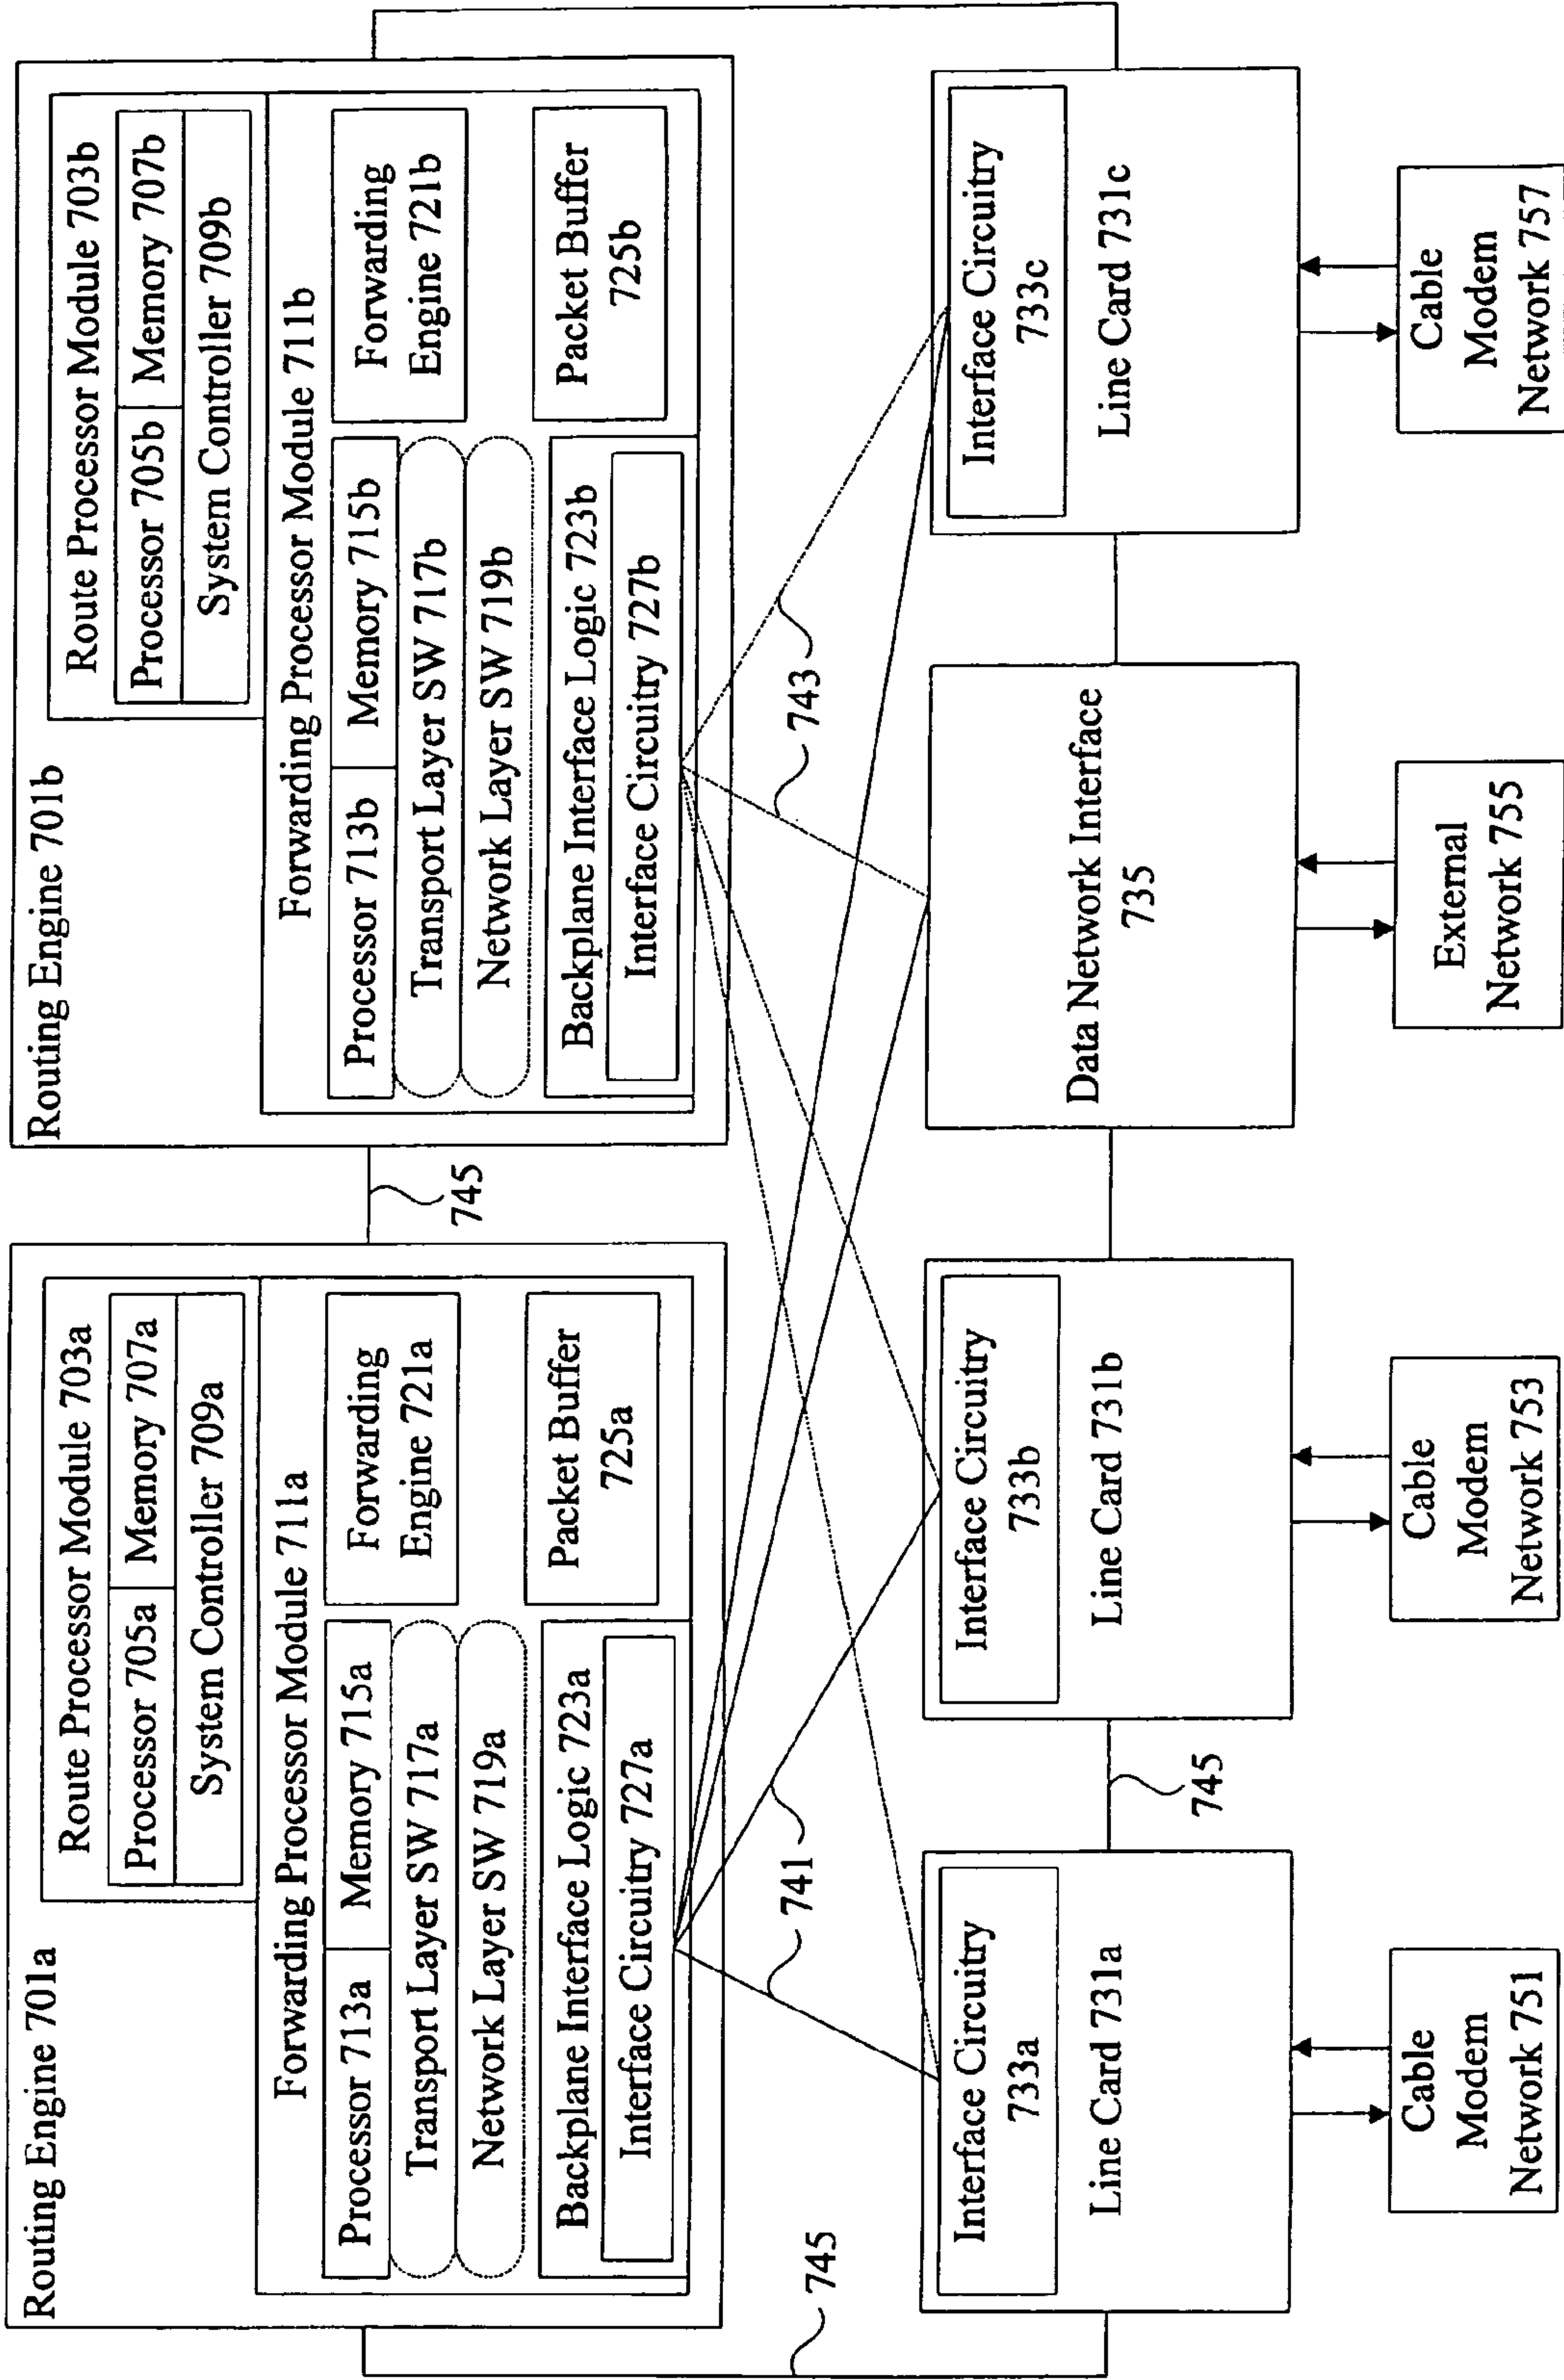 Routing Engine 701a
Route Processor Module 703a
Processor 705a
Memory 707a
System Controller 709a
Forwarding Processor Module 711a
Processor 713a
Memory 715a
Transport Layer SW 717a
Network Layer SW 719a
Forwarding
Engine 721a
Backplane Interface Logic 723a
Interface Circuitry 727a
Packet Buffer
725a
745
Routing Engine 701b
Route Processor Module 703b
Processor 705b
Memory 707b
System Controller 709b
Forwarding Processor Module 711b
Processor 713b
Memory 715b
Transport Layer SW 717b
Network Layer SW 719b
Forwarding
Engine 721b
Backplane Interface Logic 723b
Interface Circuitry 727b
Packet Buffer
725b
745
741
743
Interface Circuitry
733a
Line Card 731a
745
Interface Circuitry
733b
Line Card 731b
Data Network Interface
735
Interface Circuitry
733c
Line Card 731c
Cable
Modem
Network 751
Cable
Modem
Network 753
External
Network 755
Cable
Modem
Network 757